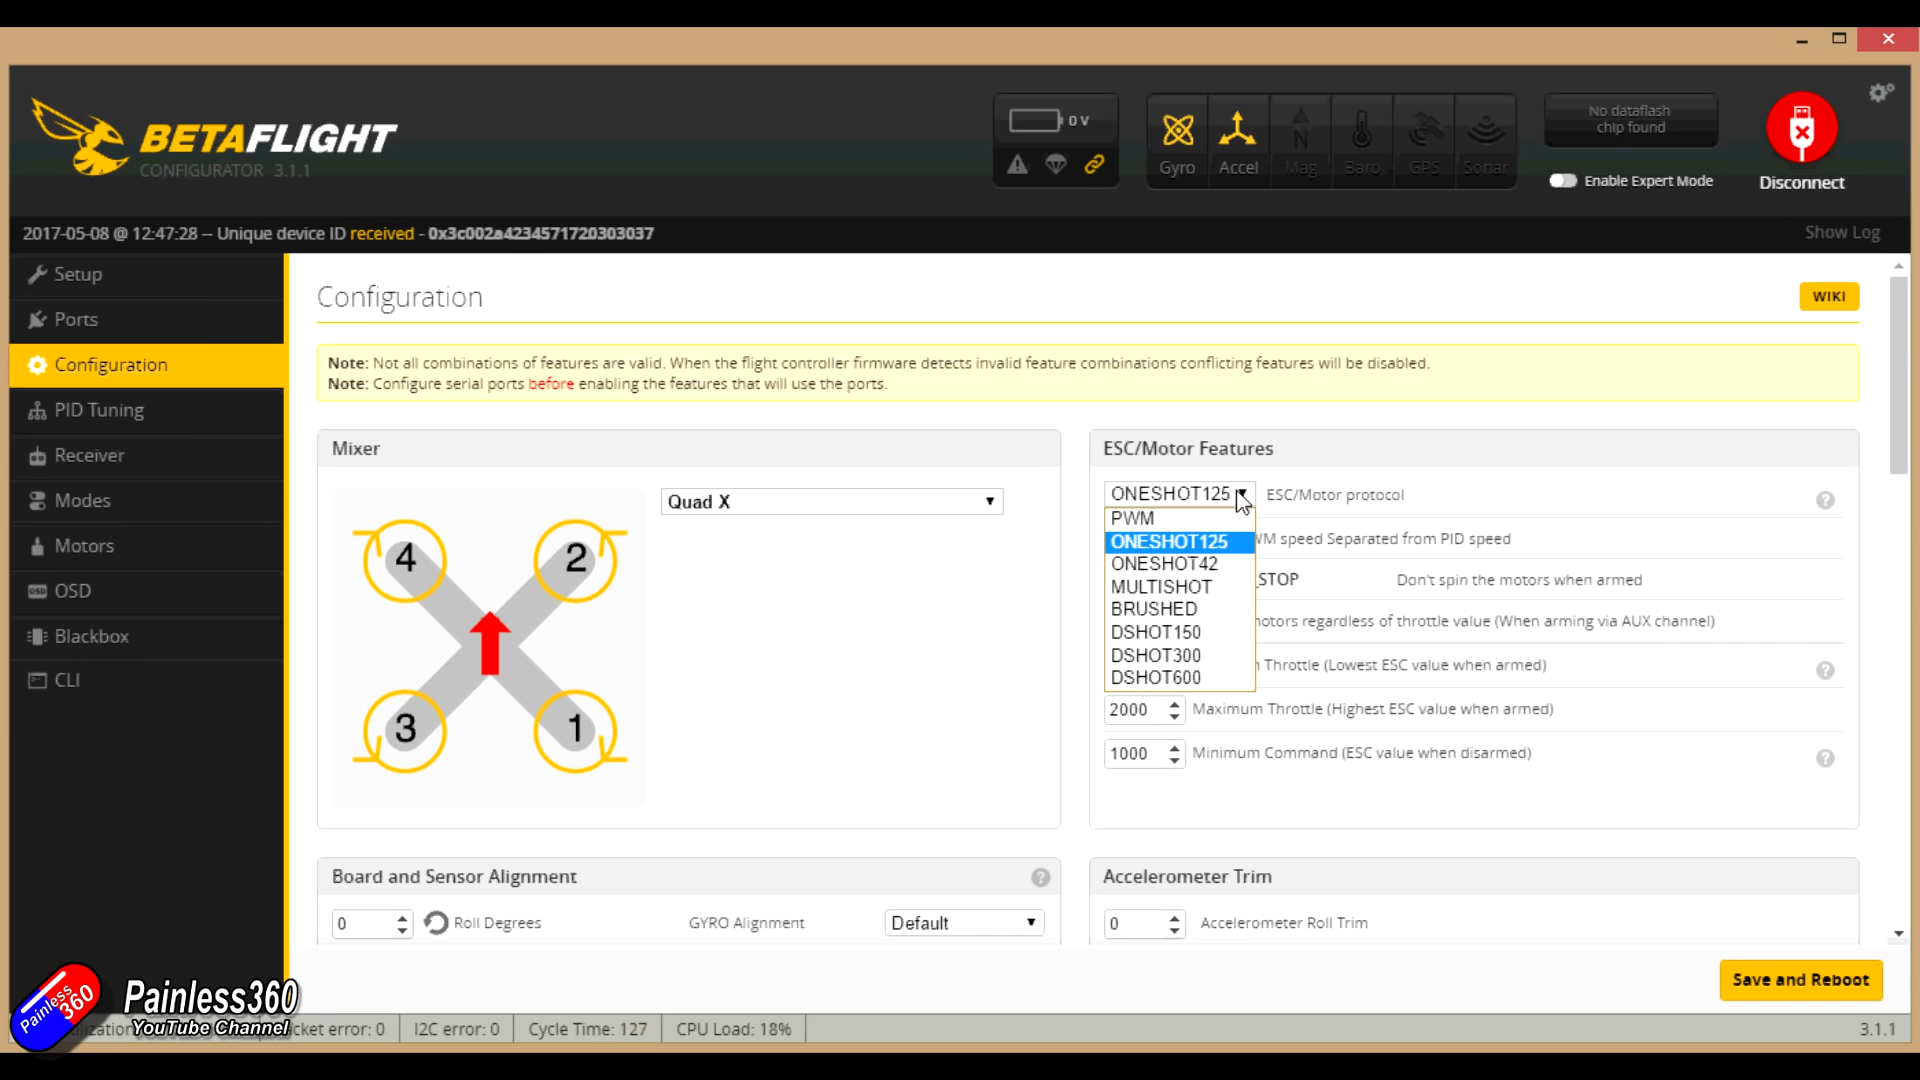 BETAFLIGHT
CONFIGURATOR 3.1.1
0 V
Gyro
Accel
Mag
Baro
GPS
Sonar
No dataflash
chip found
Enable Expert Mode
Disconnect
2017-05-08 @ 12:47:28 -- Unique device ID received - 0x3c002a4234571720303037
Show Log
Setup
Ports
Configuration
PID Tuning
Receiver
Modes
Motors
OSD
Blackbox
CLI
Configuration
WIKI
Note: Not all combinations of features are valid. When the flight controller firmware detects invalid feature combinations conflicting features will be disabled.
Note: Configure serial ports before enabling the features that will use the ports.
Mixer
Quad X
4
2
3
1
ESC/Motor Features
ONESHOT125
ESC/Motor protocol
PWM
ONESHOT125
ONESHOT42
MULTISHOT
BRUSHED
DSHOT150
DSHOT300
DSHOT600
speed Separated from PID speed
_STOP
Don't spin the motors when armed
regardless of throttle value (When arming via AUX channel)
Throttle (Lowest ESC value when armed)
2000
Maximum Throttle (Highest ESC value when armed)
1000
Minimum Command (ESC value when disarmed)
Board and Sensor Alignment
0
Roll Degrees
GYRO Alignment
Default
Accelerometer Trim
0
Accelerometer Roll Trim
Save and Reboot
Painless360
Painless360
YouTube Channel
error: 0
I2C error: 0
Cycle Time: 127
CPU Load: 18%
3.1.1